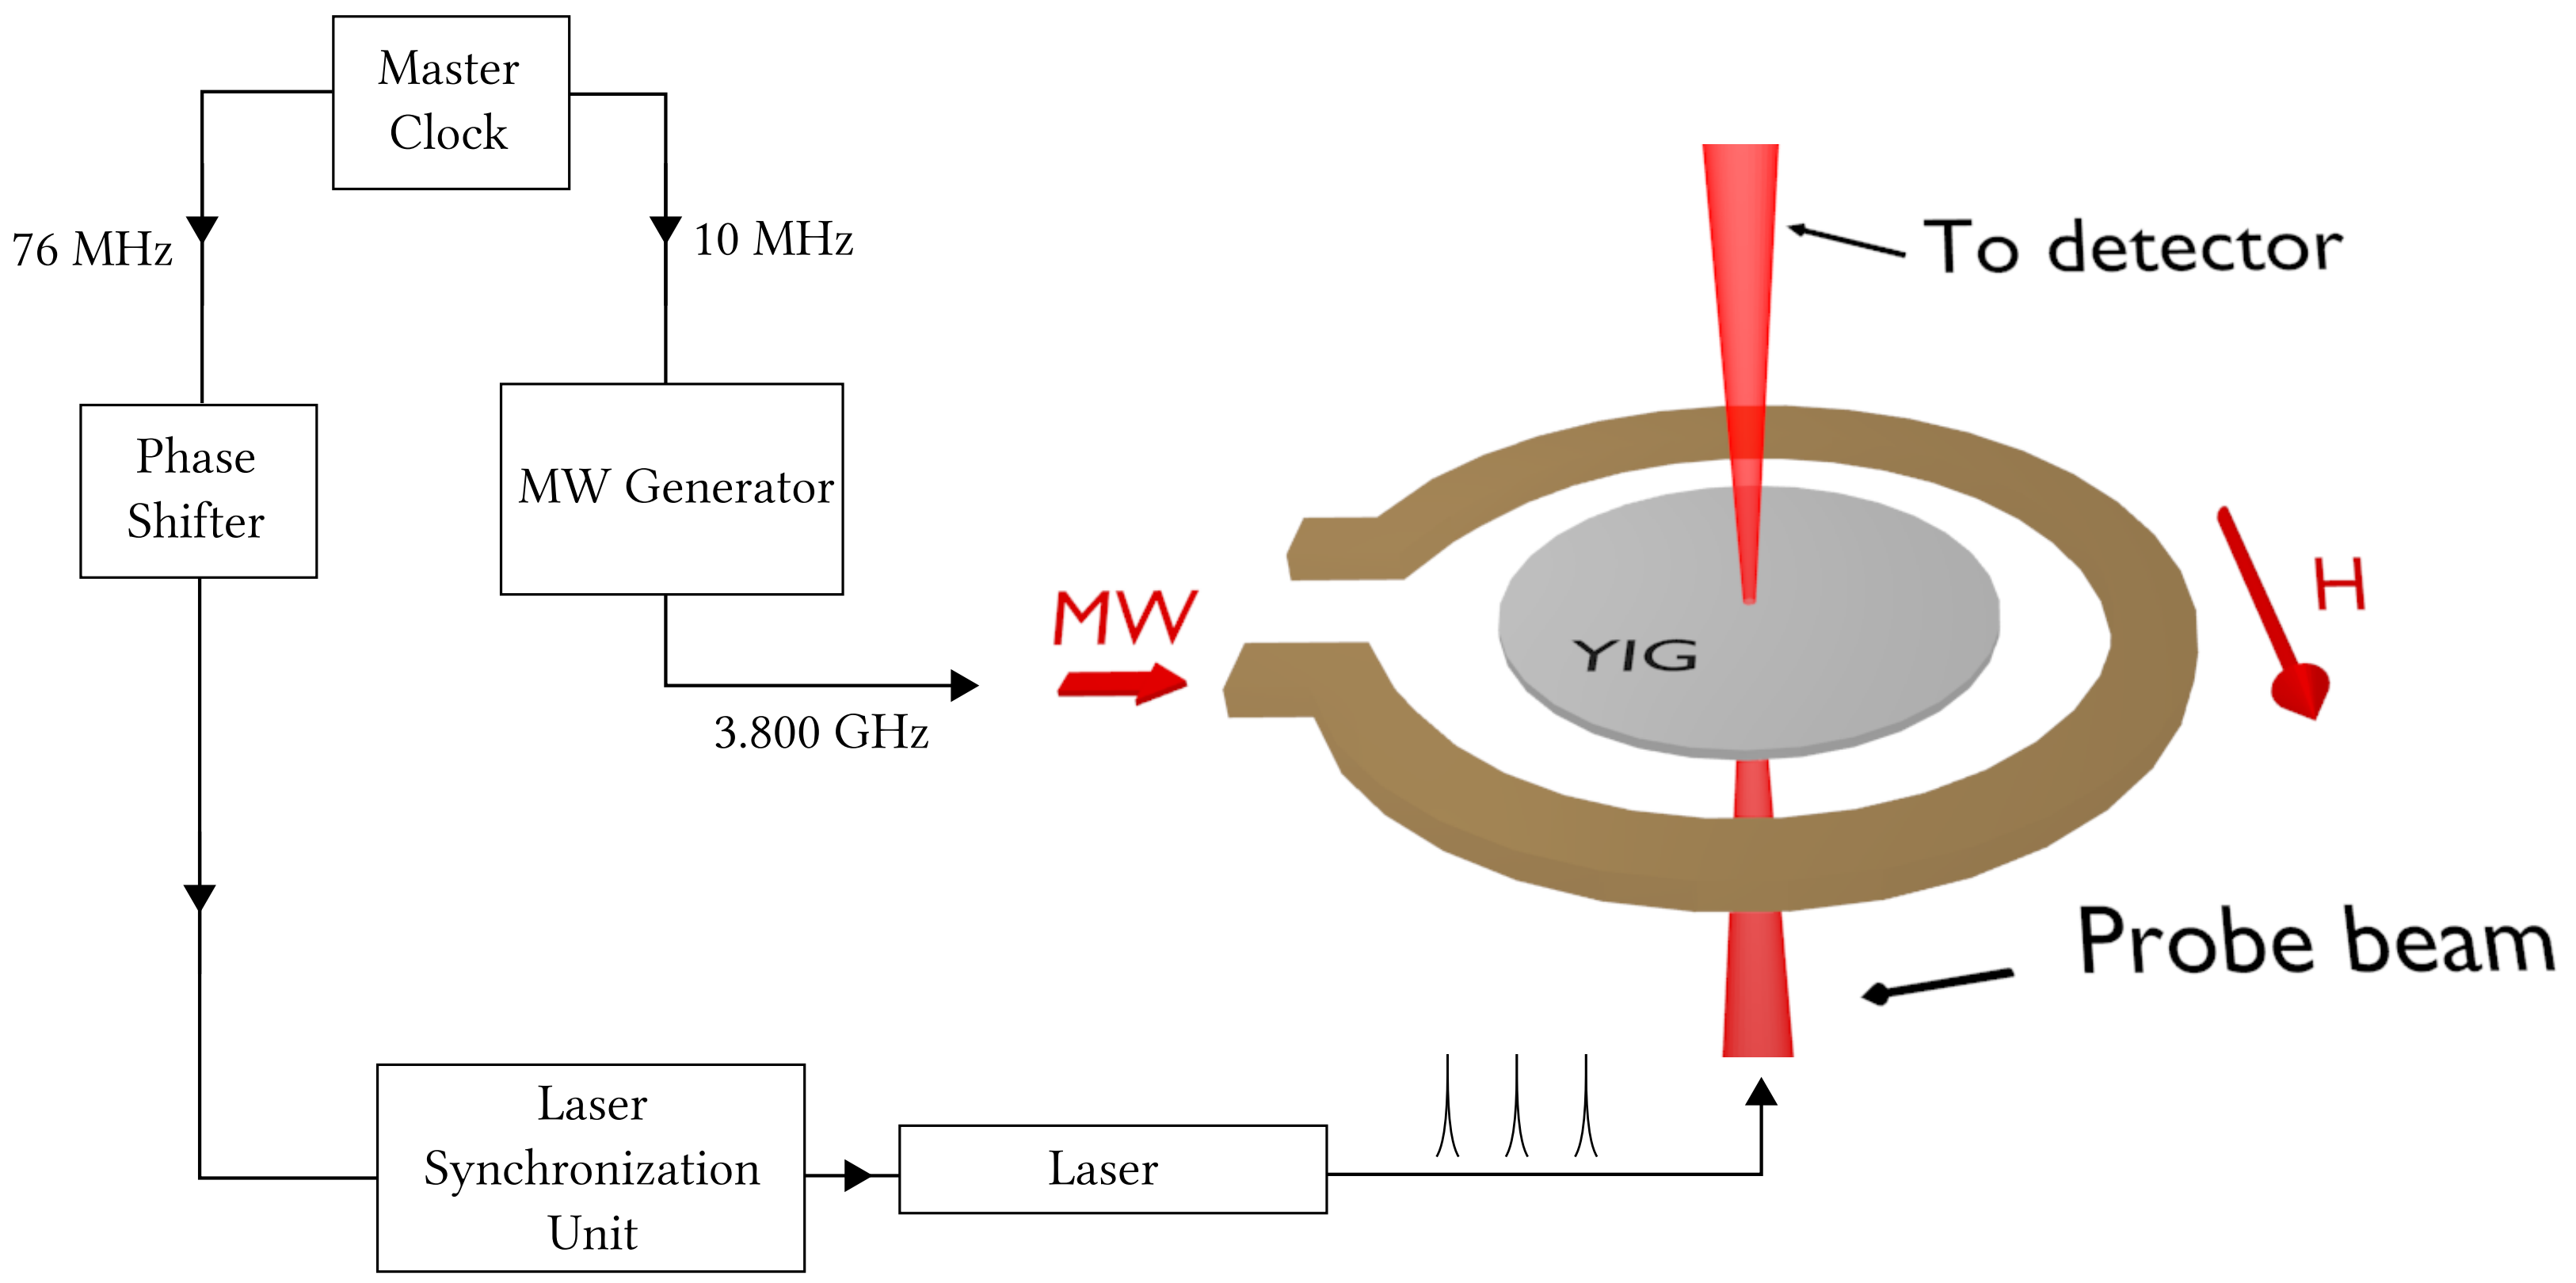 Master
Clock
76 MHz
10 MHz
To detector
Phase
Shifter
MW Generator
MW
H
YIG
3.800 GHz
Probe beam
Laser
Synchronization
Unit
Laser